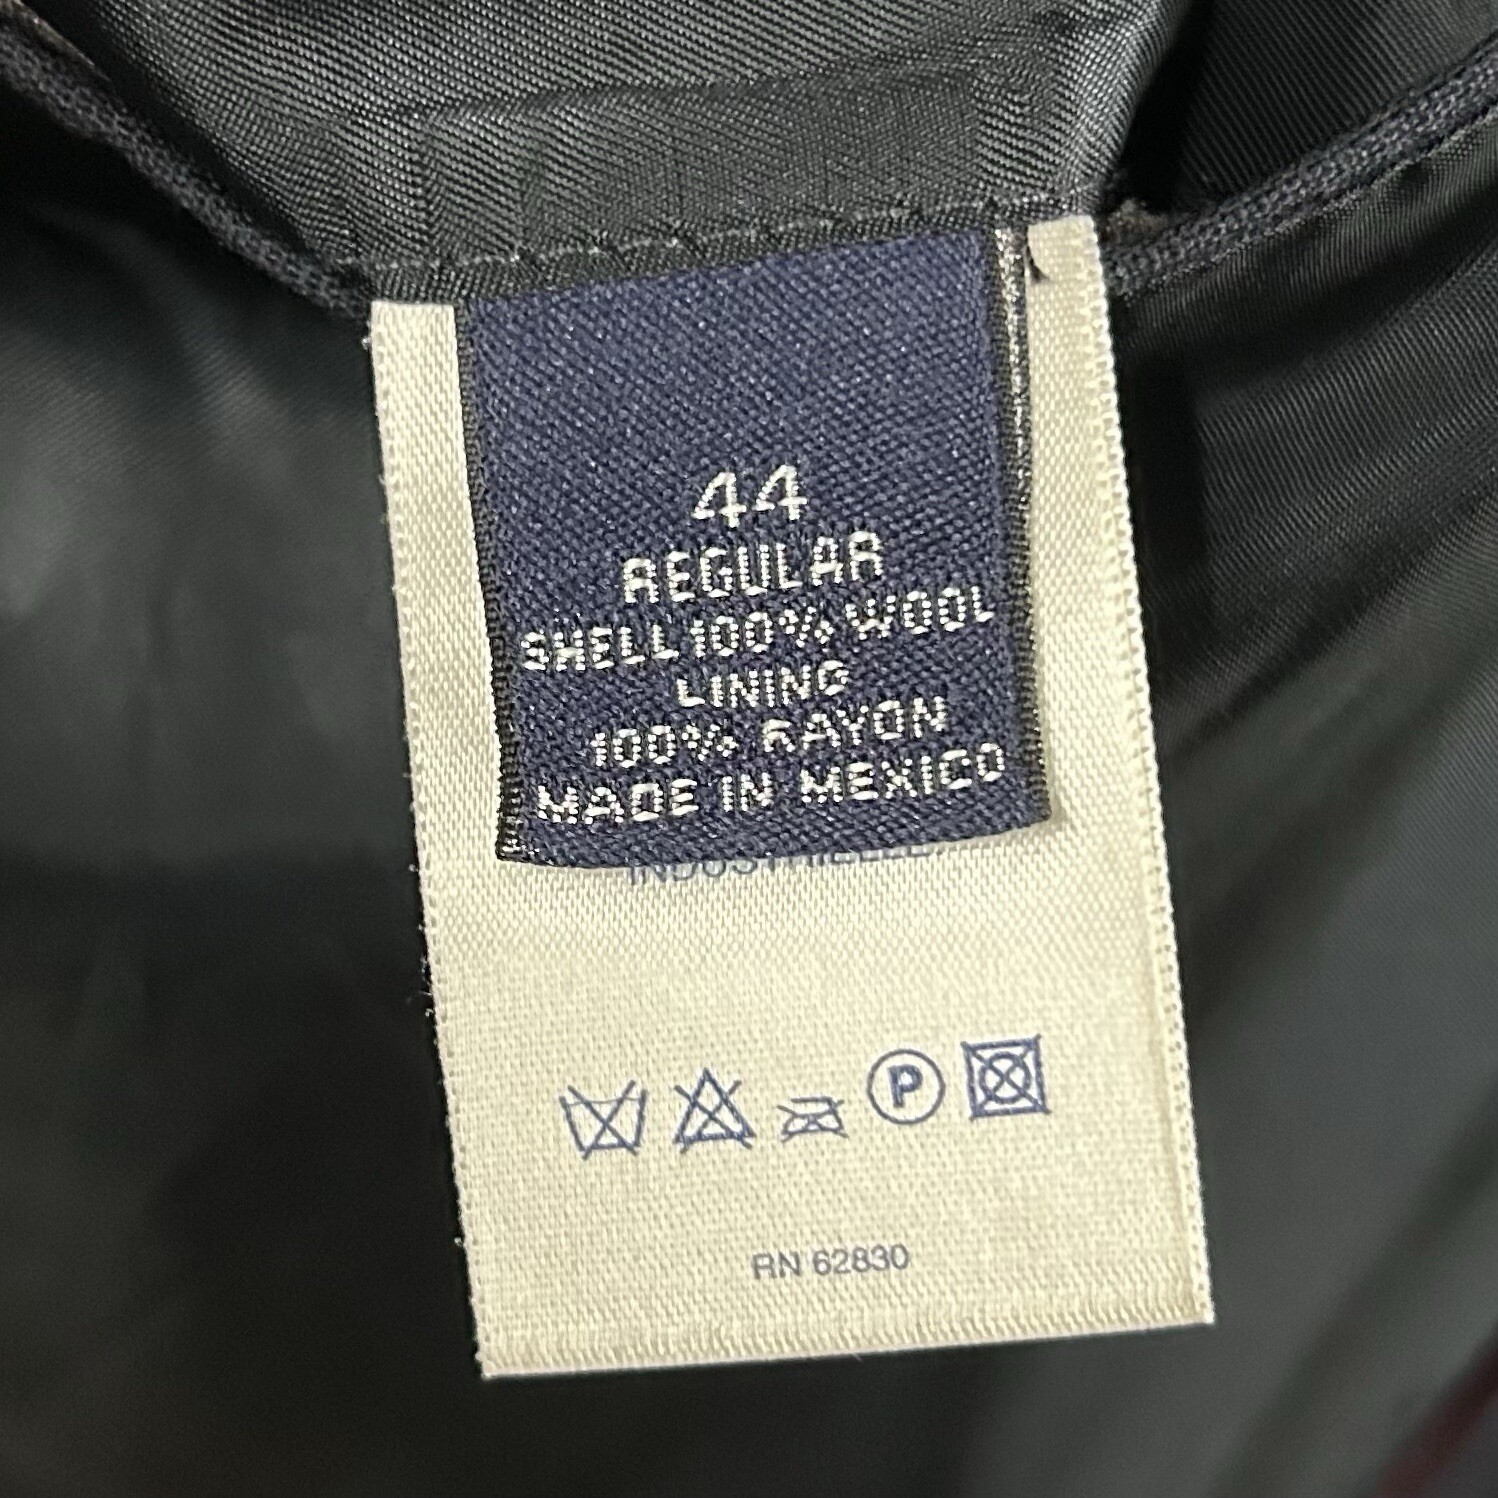 44
REGULAR
SHELL 100% WOOL
LINING
100% RAYON
MADE IN MEXICO
P
RN 62830